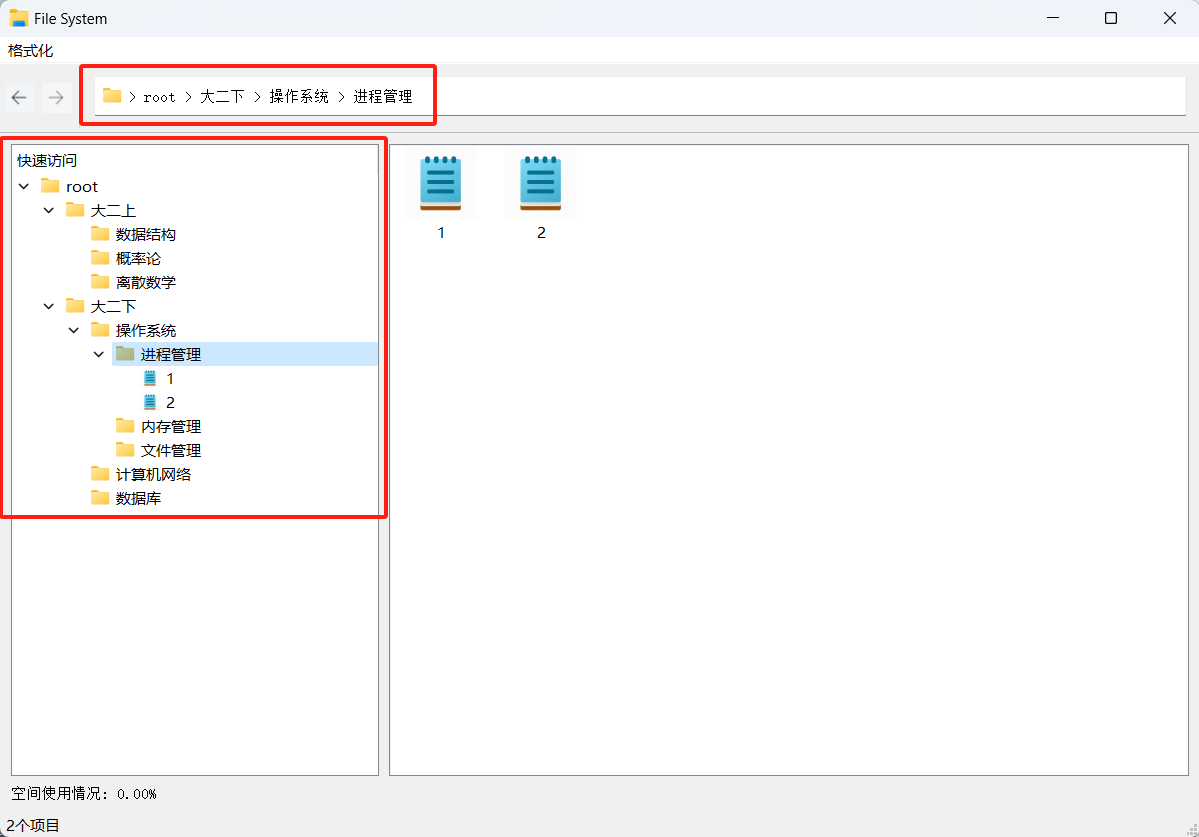 File System
格式化
root > 大二下 > 操作系统 > 进程管理
快速访问
root
大二上
数据结构
概率论
离散数学
大二下
操作系统
进程管理
1
2
内存管理
文件管理
计算机网络
数据库
1
2
空间使用情况: 0.00%
2个项目